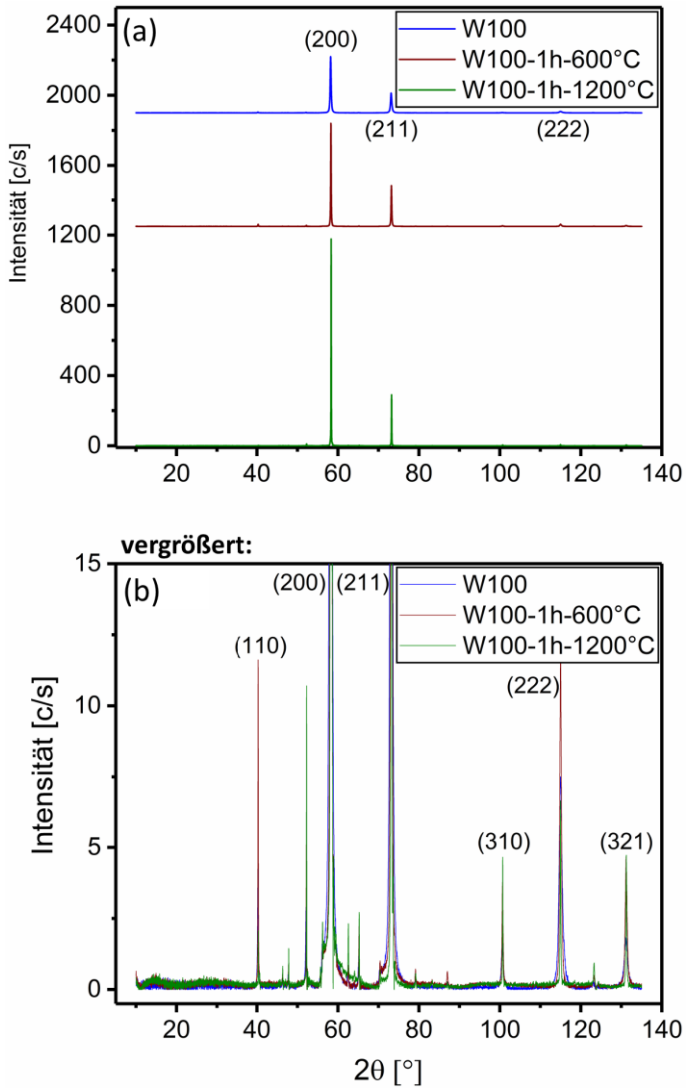 (a)
W100
W100-1h-600°C
W100-1h-1200°C
(200)
(211)
(222)
2400
2000
1600
1200
800
400
0
Intensität [c/s]
20 40 60 80 100 120 140
vergrößert:
(b)
W100
W100-1h-600°C
W100-1h-1200°C
(200) (211)
(110)
(222)
(310)
(321)
15
10
5
0
Intensität [c/s]
20 40 60 80 100 120 140
2θ [°]